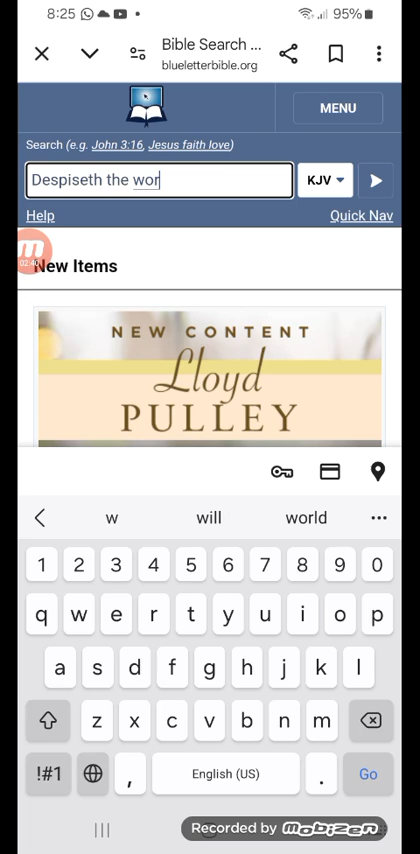 8:25 95%
Bible Search ...
blueletterbible.org
MENU
Search (e.g. John 3:16, Jesus faith love)
Despiseth the wor KJV
Help Quick Nav
02:40
New Items
NEW CONTENT
Lloyd
PULLEY
w will world ...
1 2 3 4 5 6 7 8 9 0
q w e r t y u i o p
a s d f g h j k l
z x c v b n m
!#1 , English (US) . Go
Recorded by mobizen